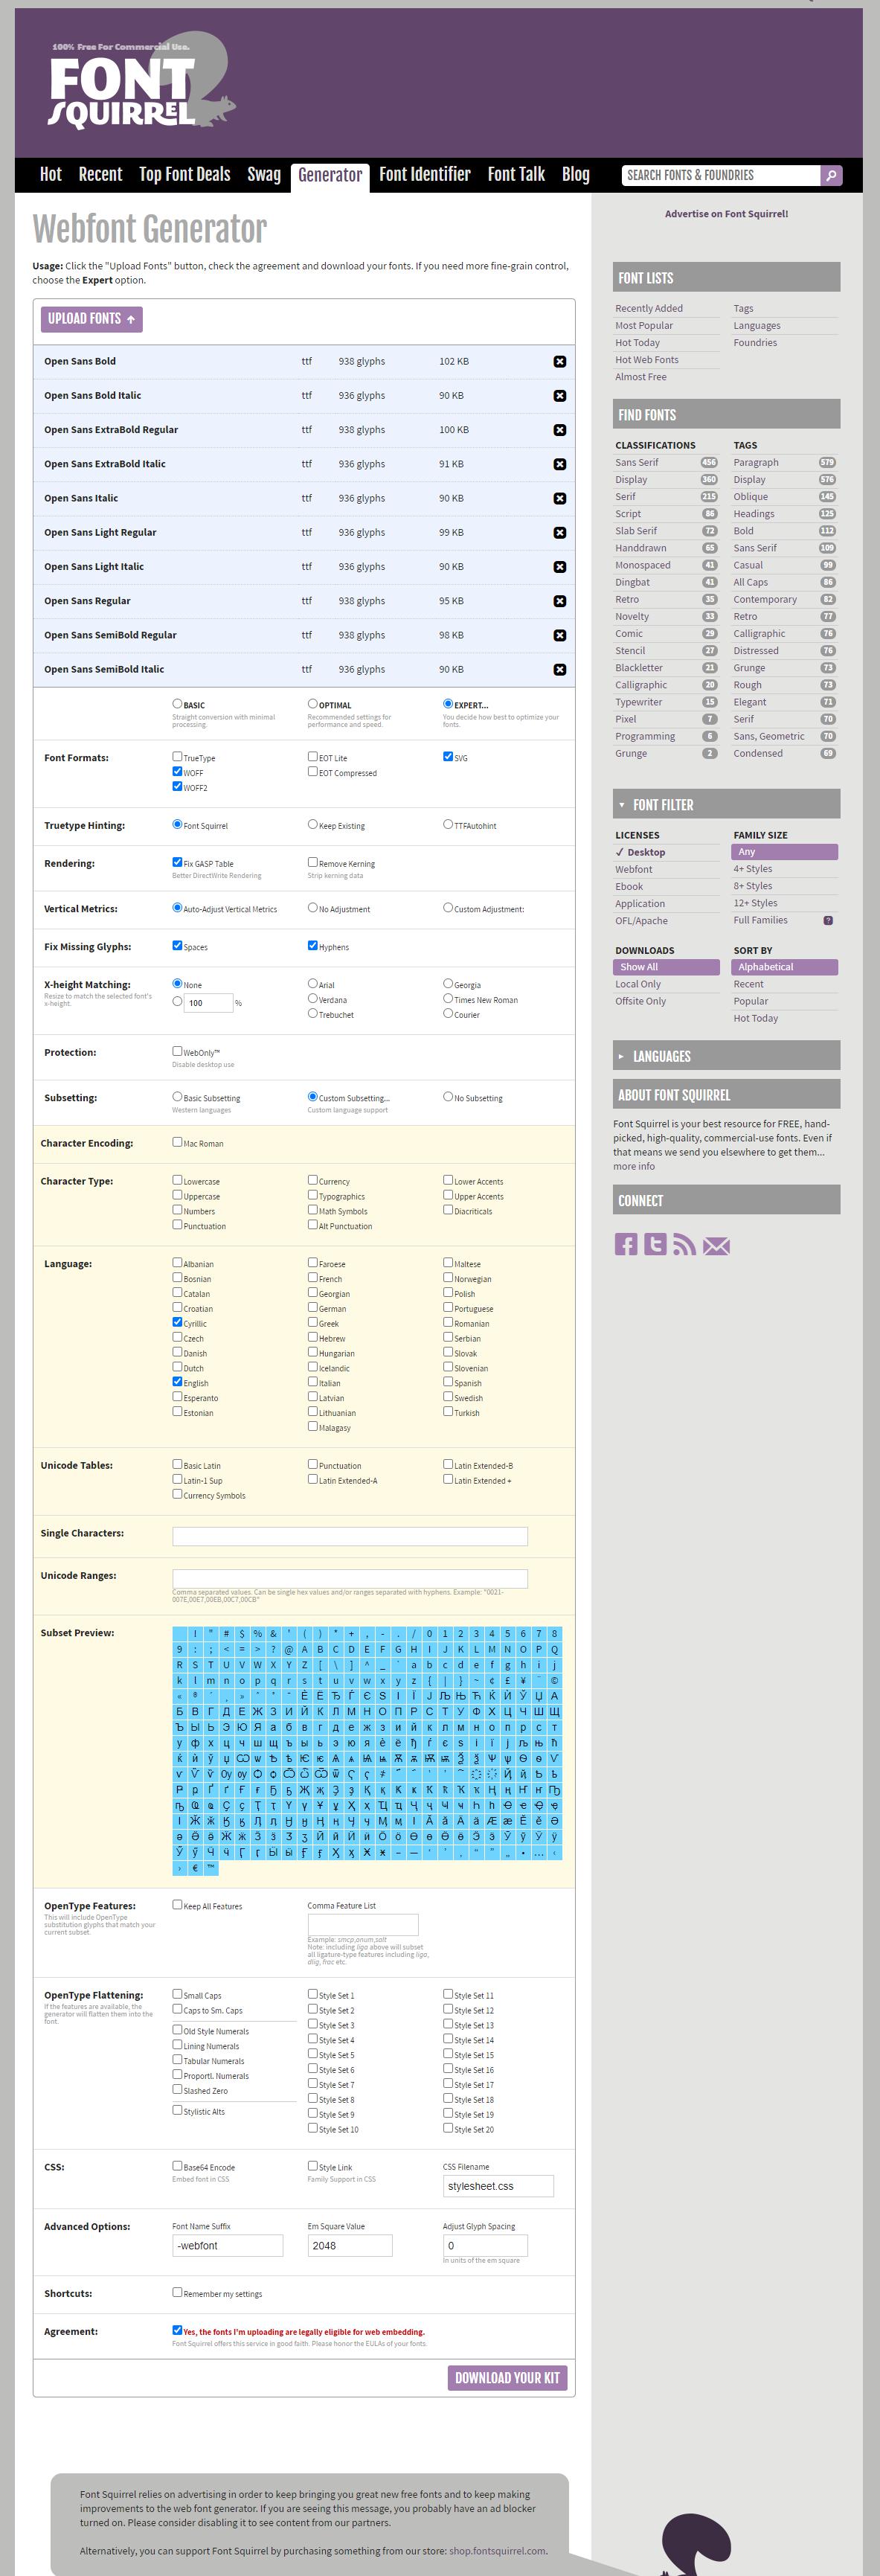 100% Free For Commercial Use.
FONT
SQUIRREL
Hot Recent Top Font Deals Swag Generator Font Identifier Font Talk Blog SEARCH FONTS & FOUNDRIES
Webfont Generator
Usage: Click the "Upload Fonts" button, check the agreement and download your fonts. If you need more fine-grain control,
choose the Expert option.
UPLOAD FONTS
Open Sans Bold ttf 938 glyphs 102 KB
Open Sans Bold Italic ttf 936 glyphs 90 KB
Open Sans ExtraBold Regular ttf 938 glyphs 100 KB
Open Sans ExtraBold Italic ttf 936 glyphs 91 KB
Open Sans Italic ttf 936 glyphs 90 KB
Open Sans Light Regular ttf 936 glyphs 99 KB
Open Sans Light Italic ttf 936 glyphs 90 KB
Open Sans Regular ttf 938 glyphs 95 KB
Open Sans SemiBold Regular ttf 938 glyphs 98 KB
Open Sans SemiBold Italic ttf 936 glyphs 90 KB
BASIC OPTIMAL EXPERT...
Straight conversion with minimal processing. Recommended settings for performance and speed. You decide how best to optimize your fonts.
Font Formats: TrueType EOT Lite SVG
WOFF EOT Compressed
WOFF2
Truetype Hinting: Font Squirrel Keep Existing TTFAutohint
Rendering: Fix GASP Table Remove Kerning
Better DirectWrite Rendering Strip kerning data
Vertical Metrics: Auto-Adjust Vertical Metrics No Adjustment Custom Adjustment:
Fix Missing Glyphs: Spaces Hyphens
X-height Matching: None Arial Georgia
Resize to match the selected font's x-height. 100 % Verdana Times New Roman
Trebuchet Courier
Protection: WebOnly™
Disable desktop use
Subsetting: Basic Subsetting Custom Subsetting... No Subsetting
Western languages Custom language support
Character Encoding: Mac Roman
Character Type: Lowercase Currency Lower Accents
Uppercase Typographics Upper Accents
Numbers Math Symbols Diacriticals
Punctuation Alt Punctuation
Language: Albanian Faroese Maltese
Bosnian French Norwegian
Catalan Georgian Polish
Croatian German Portuguese
Cyrillic Greek Romanian
Czech Hebrew Serbian
Danish Hungarian Slovak
Dutch Icelandic Slovenian
English Italian Spanish
Esperanto Latvian Swedish
Estonian Lithuanian Turkish
Malagasy
Unicode Tables: Basic Latin Punctuation Latin Extended-B
Latin-1 Sup Latin Extended-A Latin Extended +
Currency Symbols
Single Characters:
Unicode Ranges:
Comma separated values. Can be single hex values and/or ranges separated with hyphens. Example: "0021-
007E,00E7,00EB,00C7,00CB"
Subset Preview: ! " # $ % & ' ( ) * + , - . / 0 1 2 3 4 5 6 7 8
9 : ; < = > ? @ A B C D E F G H I J K L M N O P Q
R S T U V W X Y Z [ \ ] ^ _ ` a b c d e f g h i j
k l m n o p q r s t u v w x y z { | } ~ ¢ £ ¥ ¨ ©
Б В Г Д Е Ж З И Й К Л М Н О П Р С Т У Ф Х Ц Ч Ш Щ
Ъ Ы Ь Э Ю Я а б в г д е ж з и й к л м н о п р с т
OpenType Features: Keep All Features Comma Feature List
This will include OpenType
substitution glyphs that match your
current subset.
Example: smcp,onum,salt
Note: including liga above will subset
all ligature-type features including liga,
dlig, frac etc.
OpenType Flattening: Small Caps Style Set 1 Style Set 11
If the features are available, the
generator will flatten them into the
font.
Caps to Sm. Caps Style Set 2 Style Set 12
Style Set 3 Style Set 13
Old Style Numerals
Lining Numerals Style Set 4 Style Set 14
Tabular Numerals Style Set 5 Style Set 15
Proportl. Numerals Style Set 6 Style Set 16
Slashed Zero Style Set 7 Style Set 17
Style Set 8 Style Set 18
Stylistic Alts Style Set 9 Style Set 19
Style Set 10 Style Set 20
CSS: Base64 Encode Style Link CSS Filename
Embed font in CSS Family Support in CSS stylesheet.css
Advanced Options: Font Name Suffix Em Square Value Adjust Glyph Spacing
-webfont 2048 0
In units of the em square
Shortcuts: Remember my settings
Agreement: Yes, the fonts I'm uploading are legally eligible for web embedding.
Font Squirrel offers this service in good faith. Please honor the EULAs of your fonts.
DOWNLOAD YOUR KIT
Font Squirrel relies on advertising in order to keep bringing you great new free fonts and to keep making
improvements to the web font generator. If you are seeing this message, you probably have an ad blocker
turned on. Please consider disabling it to see content from our partners.
Alternatively, you can support Font Squirrel by purchasing something from our store: shop.fontsquirrel.com.
Advertise on Font Squirrel!
FONT LISTS
Recently Added Tags
Most Popular Languages
Hot Today Foundries
Hot Web Fonts
Almost Free
FIND FONTS
CLASSIFICATIONS TAGS
Sans Serif 456 Paragraph 579
Display 360 Display 576
Serif 215 Oblique 145
Script 86 Headings 125
Slab Serif 72 Bold 112
Handdrawn 65 Sans Serif 109
Monospaced 41 Casual 99
Dingbat 41 All Caps 86
Retro 35 Contemporary 82
Novelty 33 Retro 77
Comic 29 Calligraphic 76
Stencil 27 Distressed 76
Blackletter 21 Grunge 73
Calligraphic 20 Rough 73
Typewriter 15 Elegant 71
Pixel 7 Serif 70
Programming 6 Sans, Geometric 70
Grunge 2 Condensed 69
FONT FILTER
LICENSES FAMILY SIZE
✓ Desktop Any
Webfont 4+ Styles
Ebook 8+ Styles
Application 12+ Styles
OFL/Apache Full Families ?
DOWNLOADS SORT BY
Show All Alphabetical
Local Only Recent
Offsite Only Popular
Hot Today
LANGUAGES
ABOUT FONT SQUIRREL
Font Squirrel is your best resource for FREE, hand-
picked, high-quality, commercial-use fonts. Even if
that means we send you elsewhere to get them...
more info
CONNECT